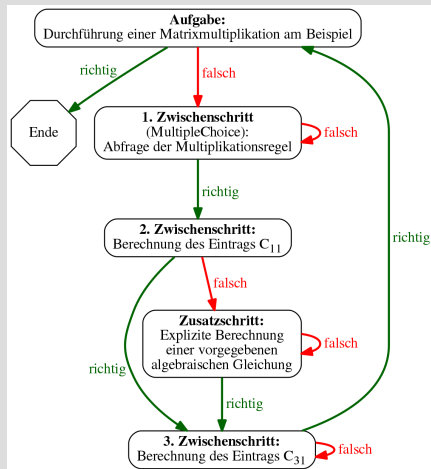 Aufgabe:
Durchführung einer Matrixmultiplikation am Beispiel
richtig
falsch
Ende
1. Zwischenschritt
(MultipleChoice):
Abfrage der Multiplikationsregel
falsch
richtig
richtig
2. Zwischenschritt:
Berechnung des Eintrags C11
falsch
Zusatzschritt:
Explizite Berechnung
einer vorgegebenen
algebraischen Gleichung
falsch
richtig
richtig
3. Zwischenschritt:
Berechnung des Eintrags C31
falsch